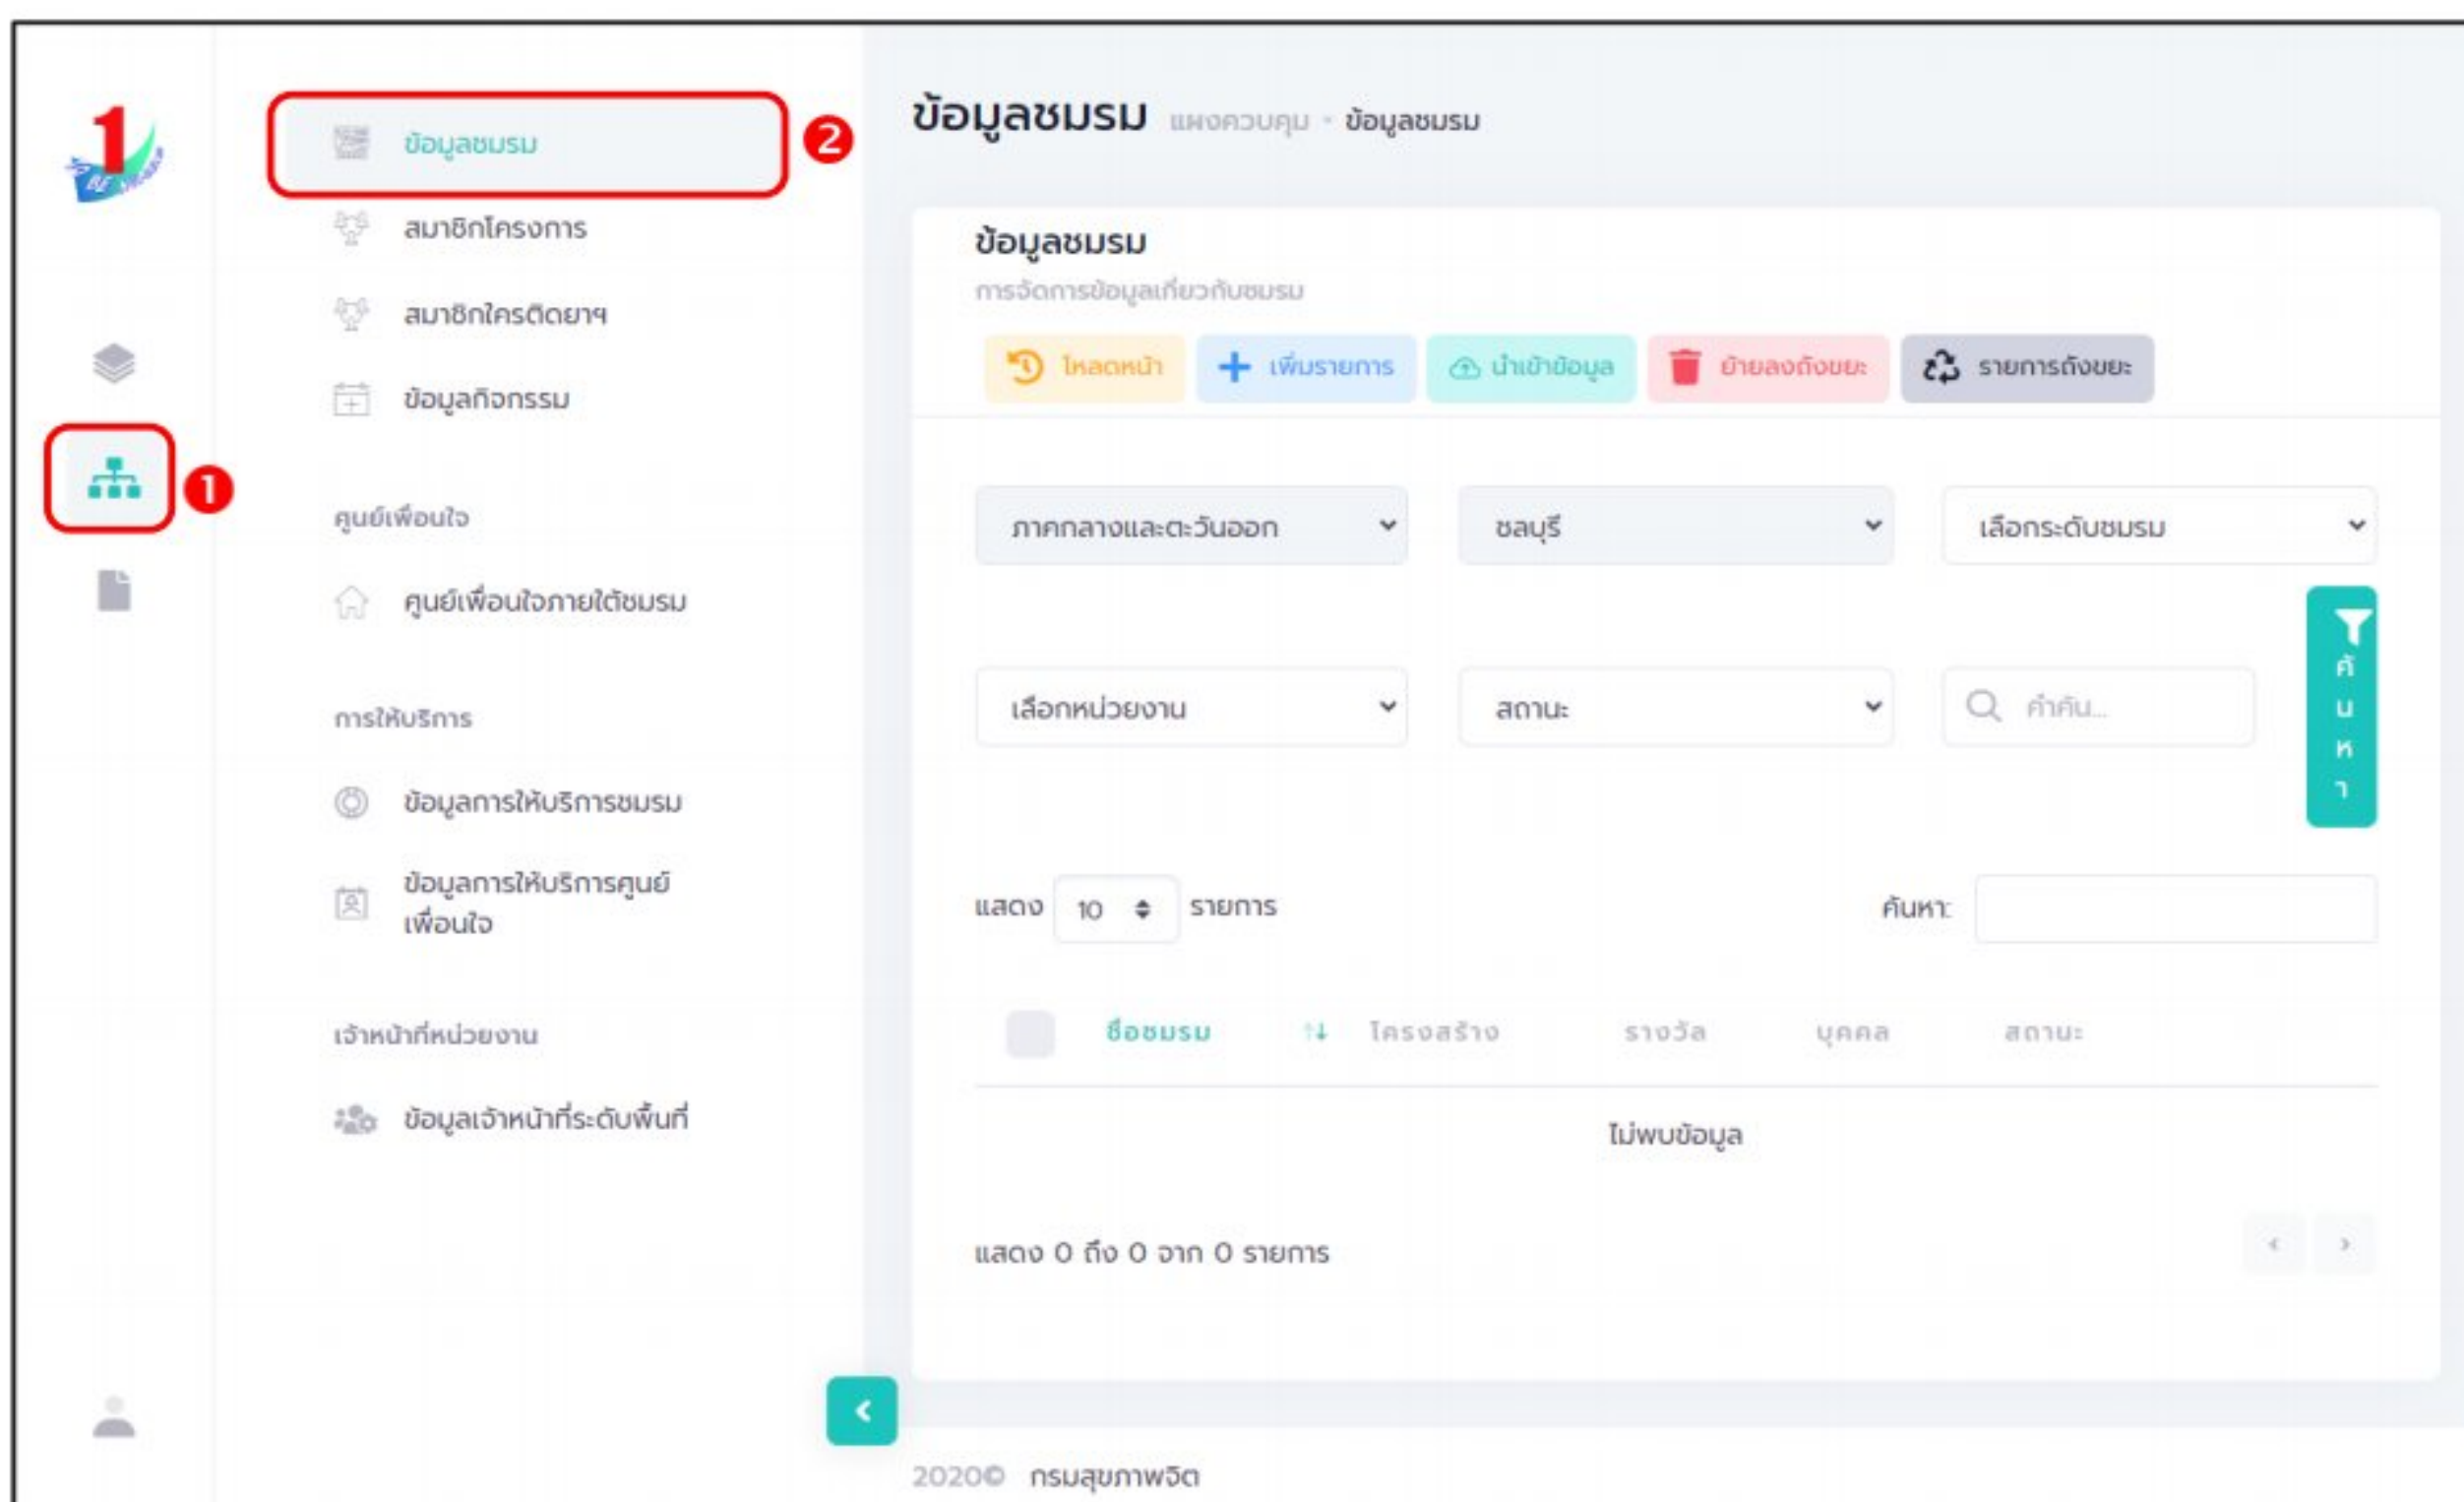 1
ข้อมูลชมรม
2
สมาชิกโครงการ
สมาชิกใครติดยาฯ
ข้อมูลกิจกรรม
1
ศูนย์เพื่อนใจ
ศูนย์เพื่อนใจภายใต้ชมรม
การให้บริการ
ข้อมูลการให้บริการชมรม
ข้อมูลการให้บริการศูนย์
เพื่อนใจ
เจ้าหน้าที่หน่วยงาน
ข้อมูลเจ้าหน้าที่ระดับพื้นที่
ข้อมูลชมรม แผงควบคุม • ข้อมูลชมรม
ข้อมูลชมรม
การจัดการข้อมูลเกี่ยวกับชมรม
โหลดหน้า เพิ่มรายการ นำเข้าข้อมูล ย้ายลงถังขยะ รายการถังขยะ
ภาคกลางและตะวันออก ชลบุรี เลือกระดับชมรม
เลือกหน่วยงาน สถานะ คำค้น... ค้นหา
แสดง 10 รายการ ค้นหา:
ชื่อชมรม โครงสร้าง รางวัล บุคคล สถานะ
ไม่พบข้อมูล
แสดง 0 ถึง 0 จาก 0 รายการ
2020© กรมสุขภาพจิต